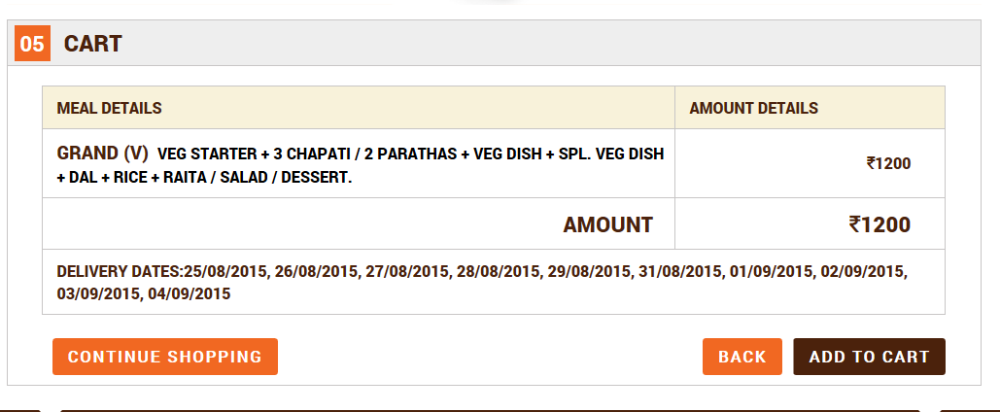 05 CART
MEAL DETAILS
AMOUNT DETAILS
GRAND (V) VEG STARTER + 3 CHAPATI / 2 PARATHAS + VEG DISH + SPL. VEG DISH
+ DAL + RICE + RAITA / SALAD / DESSERT.
₹1200
AMOUNT
₹1200
DELIVERY DATES:25/08/2015, 26/08/2015, 27/08/2015, 28/08/2015, 29/08/2015, 31/08/2015, 01/09/2015, 02/09/2015,
03/09/2015, 04/09/2015
CONTINUE SHOPPING
BACK
ADD TO CART